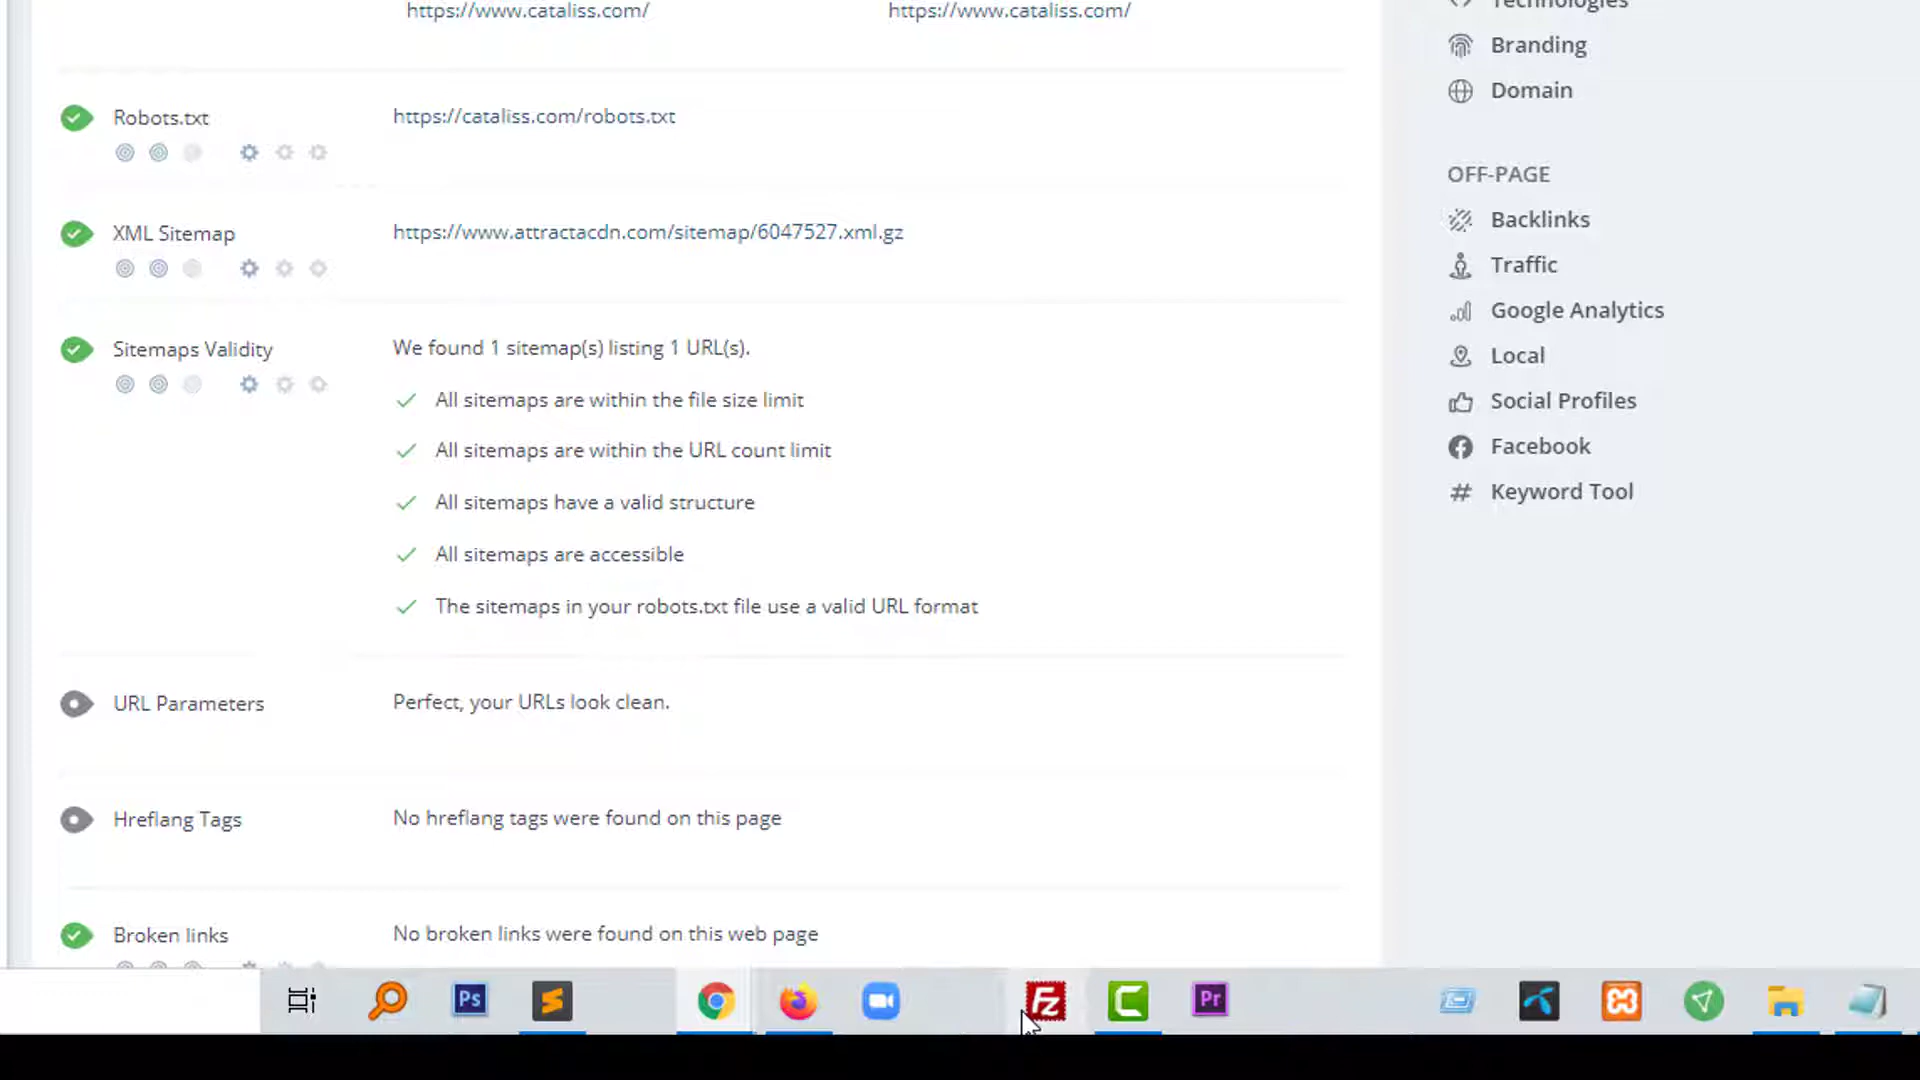 https://www.cataliss.com/
https://www.cataliss.com/
Robots.txt
https://cataliss.com/robots.txt
XML Sitemap
https://www.attractacdn.com/sitemap/6047527.xml.gz
Sitemaps Validity
We found 1 sitemap(s) listing 1 URL(s).
All sitemaps are within the file size limit
All sitemaps are within the URL count limit
All sitemaps have a valid structure
All sitemaps are accessible
The sitemaps in your robots.txt file use a valid URL format
URL Parameters
Perfect, your URLs look clean.
Hreflang Tags
No hreflang tags were found on this page
Broken links
No broken links were found on this web page
Technologies
Branding
Domain
OFF-PAGE
Backlinks
Traffic
Google Analytics
Local
Social Profiles
Facebook
Keyword Tool
Ps
Fz
Pr